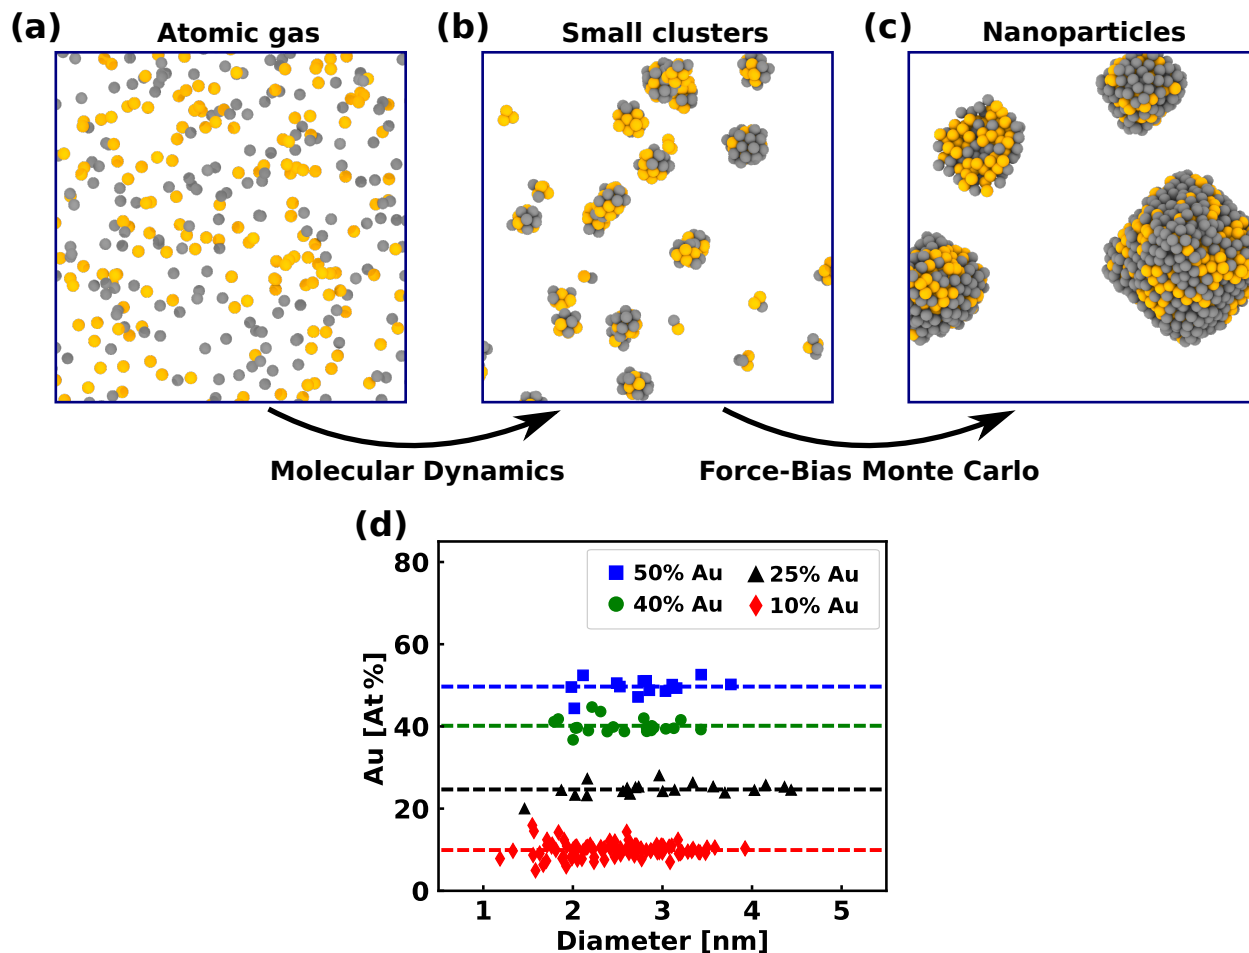 (a) Atomic gas
(b) Small clusters
(c) Nanoparticles
Molecular Dynamics
Force-Bias Monte Carlo
(d)
50% Au
25% Au
40% Au
10% Au
80
60
40
20
0
Au [At %]
1 2 3 4 5
Diameter [nm]